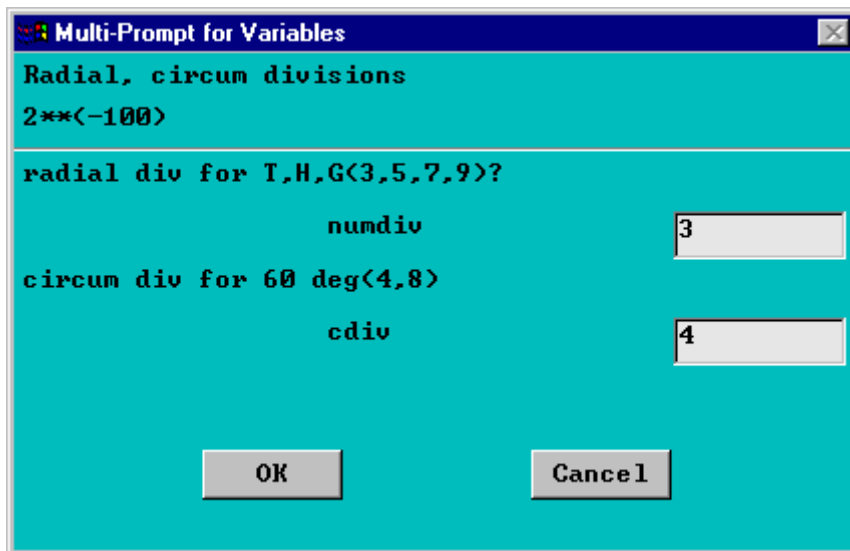 Multi-Prompt for Variables
Radial, circum divisions
2**(-100)
radial div for T,H,G(3,5,7,9)?
numdiv 3
circum div for 60 deg(4,8)
cdiv 4
OK Cancel